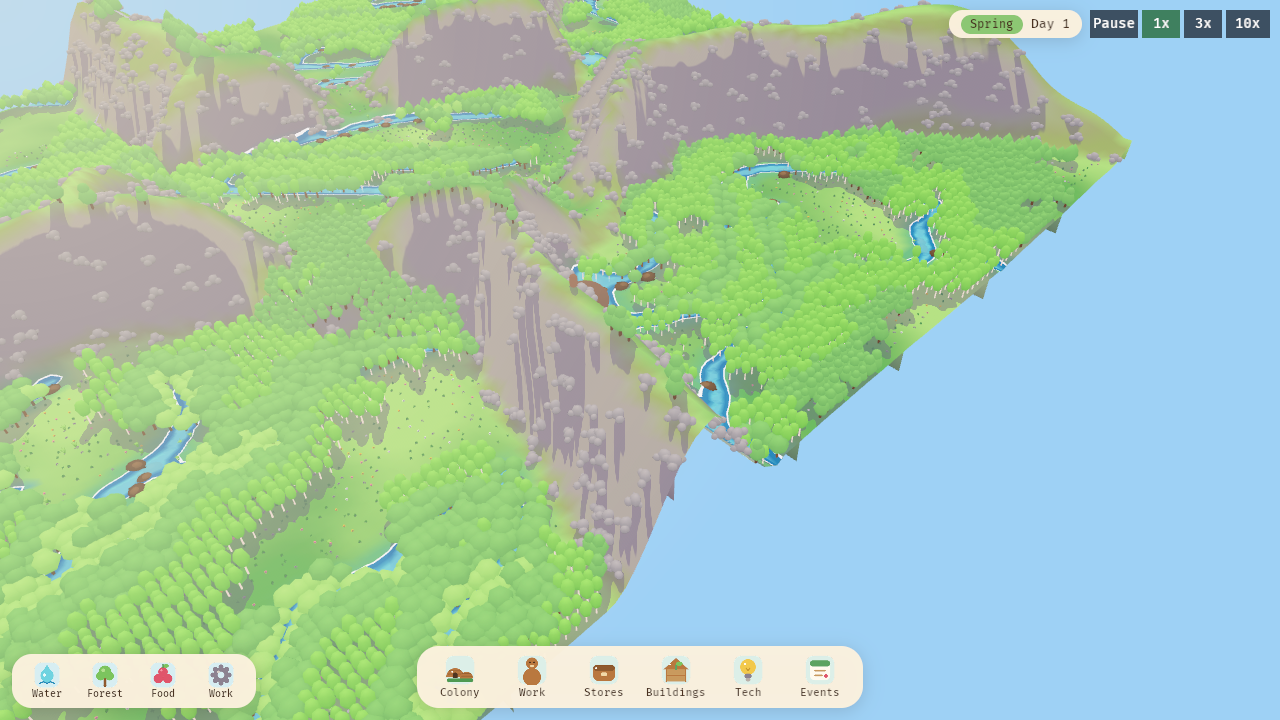 Spring Day 1 Pause 1x 3x 10x
Water Forest Food Work
Colony Work Stores Buildings Tech Events